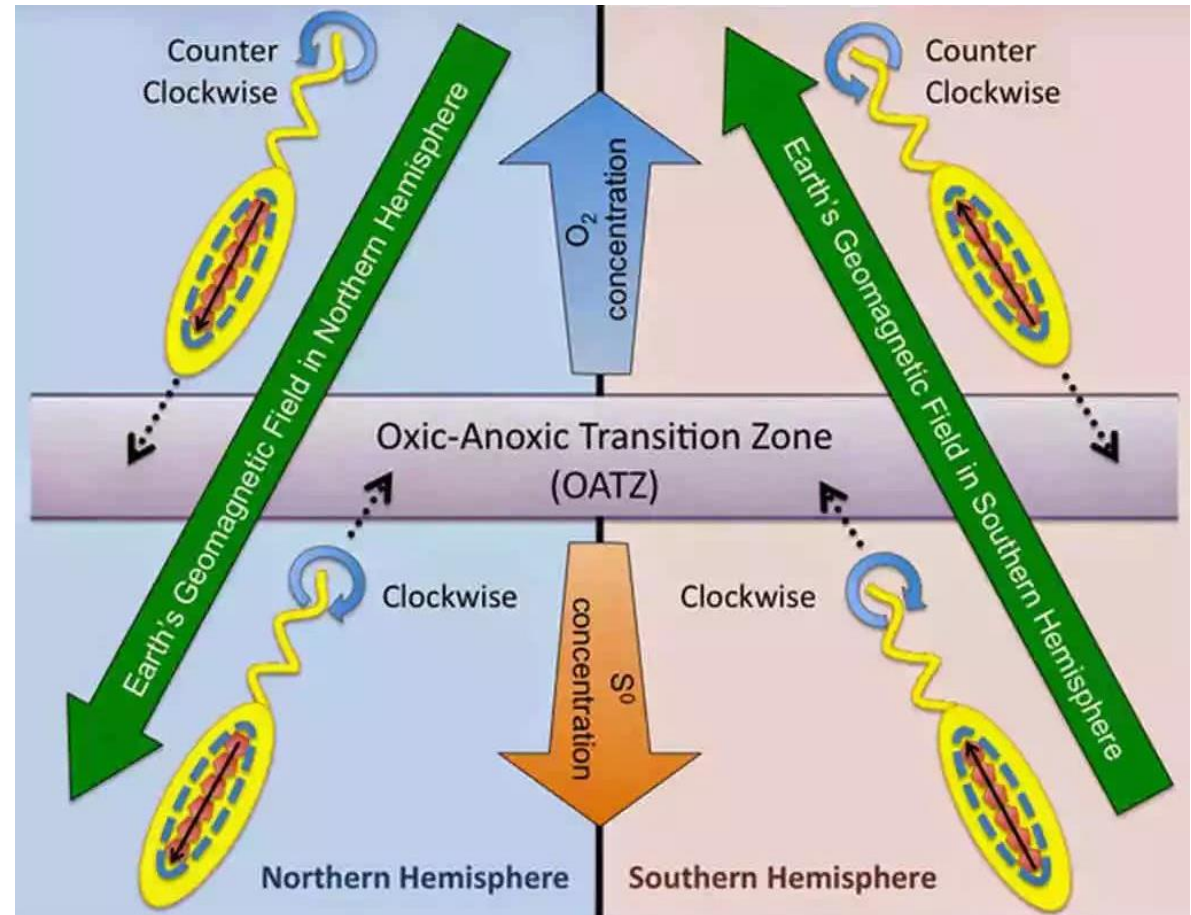 Counter
Clockwise
Earth's Geomagnetic Field in Northern Hemisphere
O2
concentration
Earth's Geomagnetic Field in Southern Hemisphere
Counter
Clockwise
Oxic-Anoxic Transition Zone
(OATZ)
Clockwise
S⁰
concentration
Clockwise
Northern Hemisphere
Southern Hemisphere